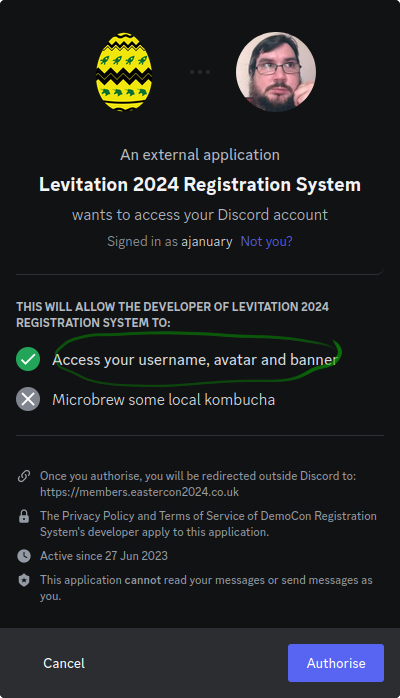 An external application
Levitation 2024 Registration System
wants to access your Discord account
Signed in as ajanuary Not you?
THIS WILL ALLOW THE DEVELOPER OF LEVITATION 2024
REGISTRATION SYSTEM TO:
Access your username, avatar and banner
Microbrew some local kombucha
Once you authorise, you will be redirected outside Discord to:
https://members.eastercon2024.co.uk
The Privacy Policy and Terms of Service of DemoCon Registration
System's developer apply to this application.
Active since 27 Jun 2023
This application cannot read your messages or send messages as
you.
Cancel
Authorise